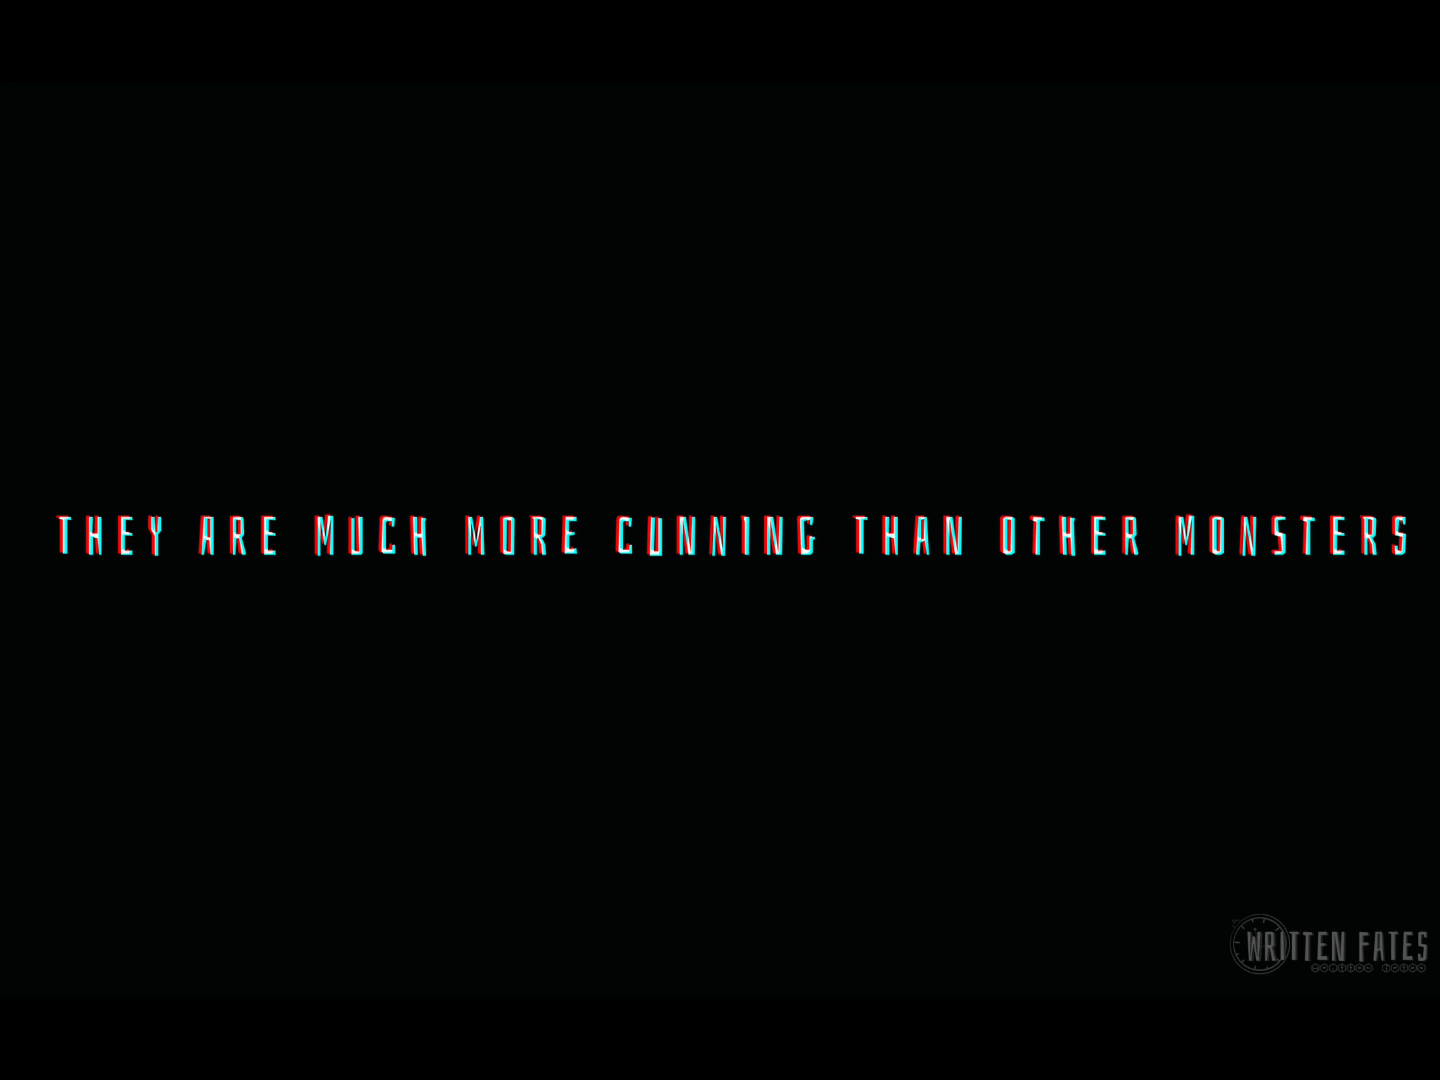 THEY ARE MUCH MORE CUNNING THAN OTHER MONSTERS
WRITTEN FATES